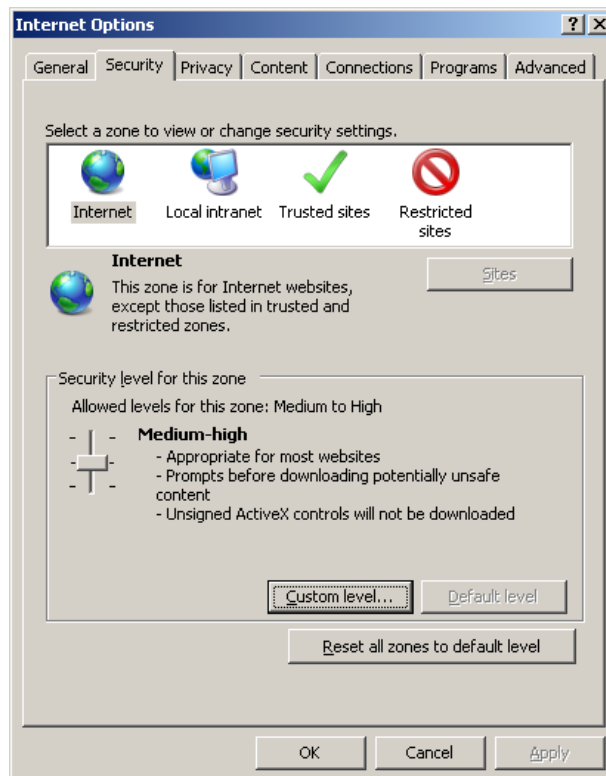 Internet Options
General Security Privacy Content Connections Programs Advanced
Select a zone to view or change security settings.
Internet Local intranet Trusted sites Restricted
sites
Internet
Sites
This zone is for Internet websites,
except those listed in trusted and
restricted zones.
Security level for this zone
Allowed levels for this zone: Medium to High
Medium-high
- Appropriate for most websites
- Prompts before downloading potentially unsafe
content
- Unsigned ActiveX controls will not be downloaded
Custom level... Default level
Reset all zones to default level
OK Cancel Apply